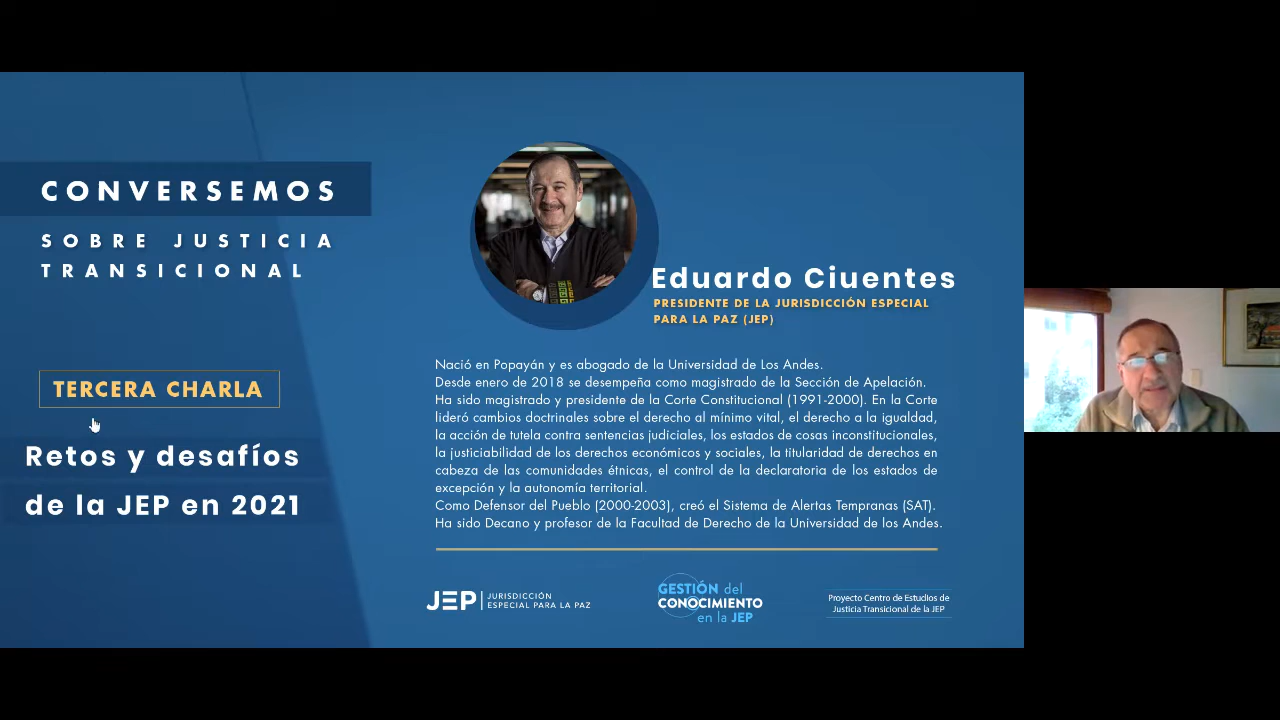 CONVERSEMOS
SOBRE JUSTICIA
TRANSICIONAL
TERCERA CHARLA
Retos y desafíos
de la JEP en 2021
Eduardo Ciuentes
PRESIDENTE DE LA JURISDICCIÓN ESPECIAL
PARA LA PAZ (JEP)
Nació en Popayán y es abogado de la Universidad de Los Andes.
Desde enero de 2018 se desempeña como magistrado de la Sección de Apelación.
Ha sido magistrado y presidente de la Corte Constitucional (1991-2000). En la Corte
lideró cambios doctrinales sobre el derecho al mínimo vital, el derecho a la igualdad,
la acción de tutela contra sentencias judiciales, los estados de cosas inconstitucionales,
la justiciabilidad de los derechos económicos y sociales, la titularidad de derechos en
cabeza de las comunidades étnicas, el control de la declaratoria de los estados de
excepción y la autonomía territorial.
Como Defensor del Pueblo (2000-2003), creó el Sistema de Alertas Tempranas (SAT).
Ha sido Decano y profesor de la Facultad de Derecho de la Universidad de los Andes.
JEP JURISDICCIÓN
ESPECIAL PARA LA PAZ
GESTIÓN del
CONOCIMIENTO
en la JEP
Proyecto Centro de Estudios de
Justicia Transicional de la JEP